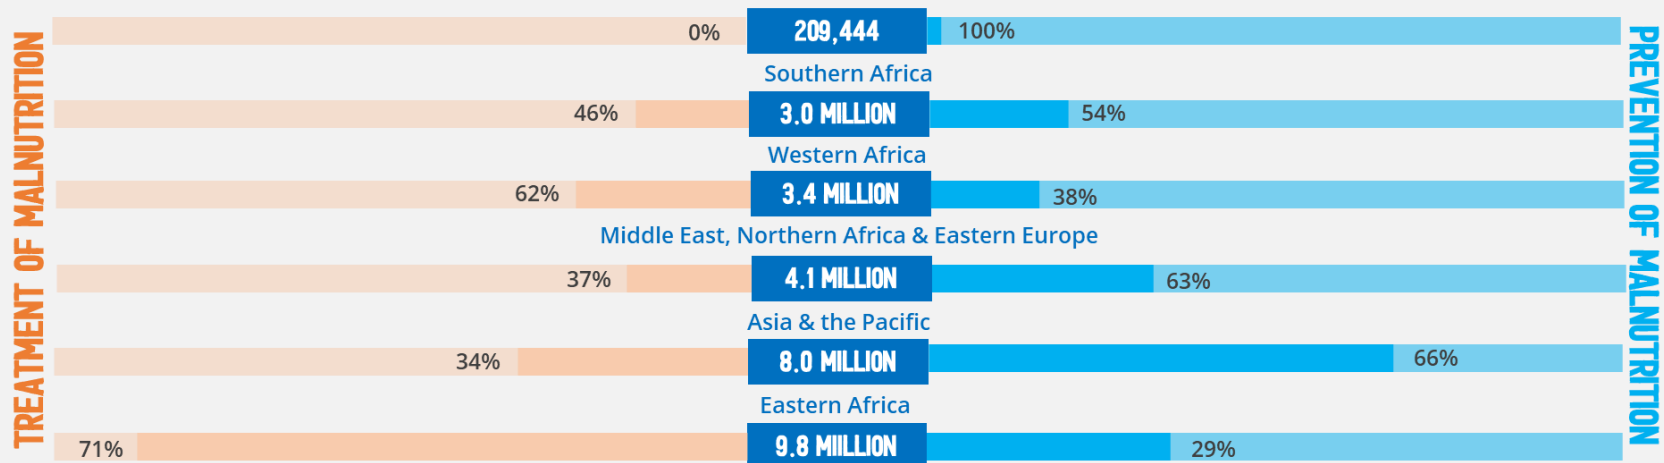 TREATMENT OF MALNUTRITION
0% 209,444 100%
Southern Africa
46% 3.0 MILLION 54%
Western Africa
62% 3.4 MILLION 38%
Middle East, Northern Africa & Eastern Europe
37% 4.1 MILLION 63%
Asia & the Pacific
34% 8.0 MILLION 66%
Eastern Africa
71% 9.8 MIILLION 29%
PREVENTION OF MALNUTRITION